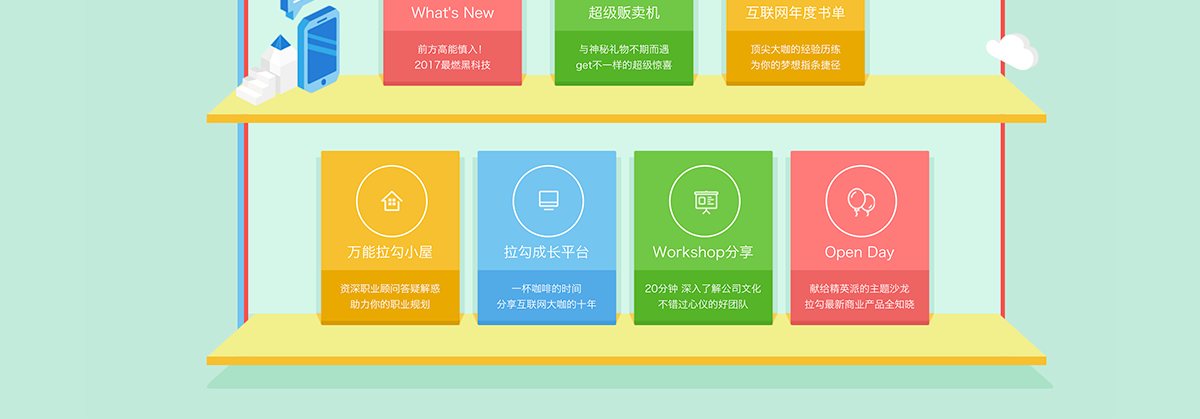 What's New
超级贩卖机
互联网年度书单
前方高能慎入！
2017最燃黑科技
与神秘礼物不期而遇
get不一样的超级惊喜
顶尖大咖的经验历练
为你的梦想指条捷径
万能拉勾小屋
拉勾成长平台
Workshop分享
Open Day
资深职业顾问答疑解惑
助力你的职业规划
一杯咖啡的时间
分享互联网大咖的十年
20分钟 深入了解公司文化
不错过心仪的好团队
献给精英派的主题沙龙
拉勾最新商业产品全知晓